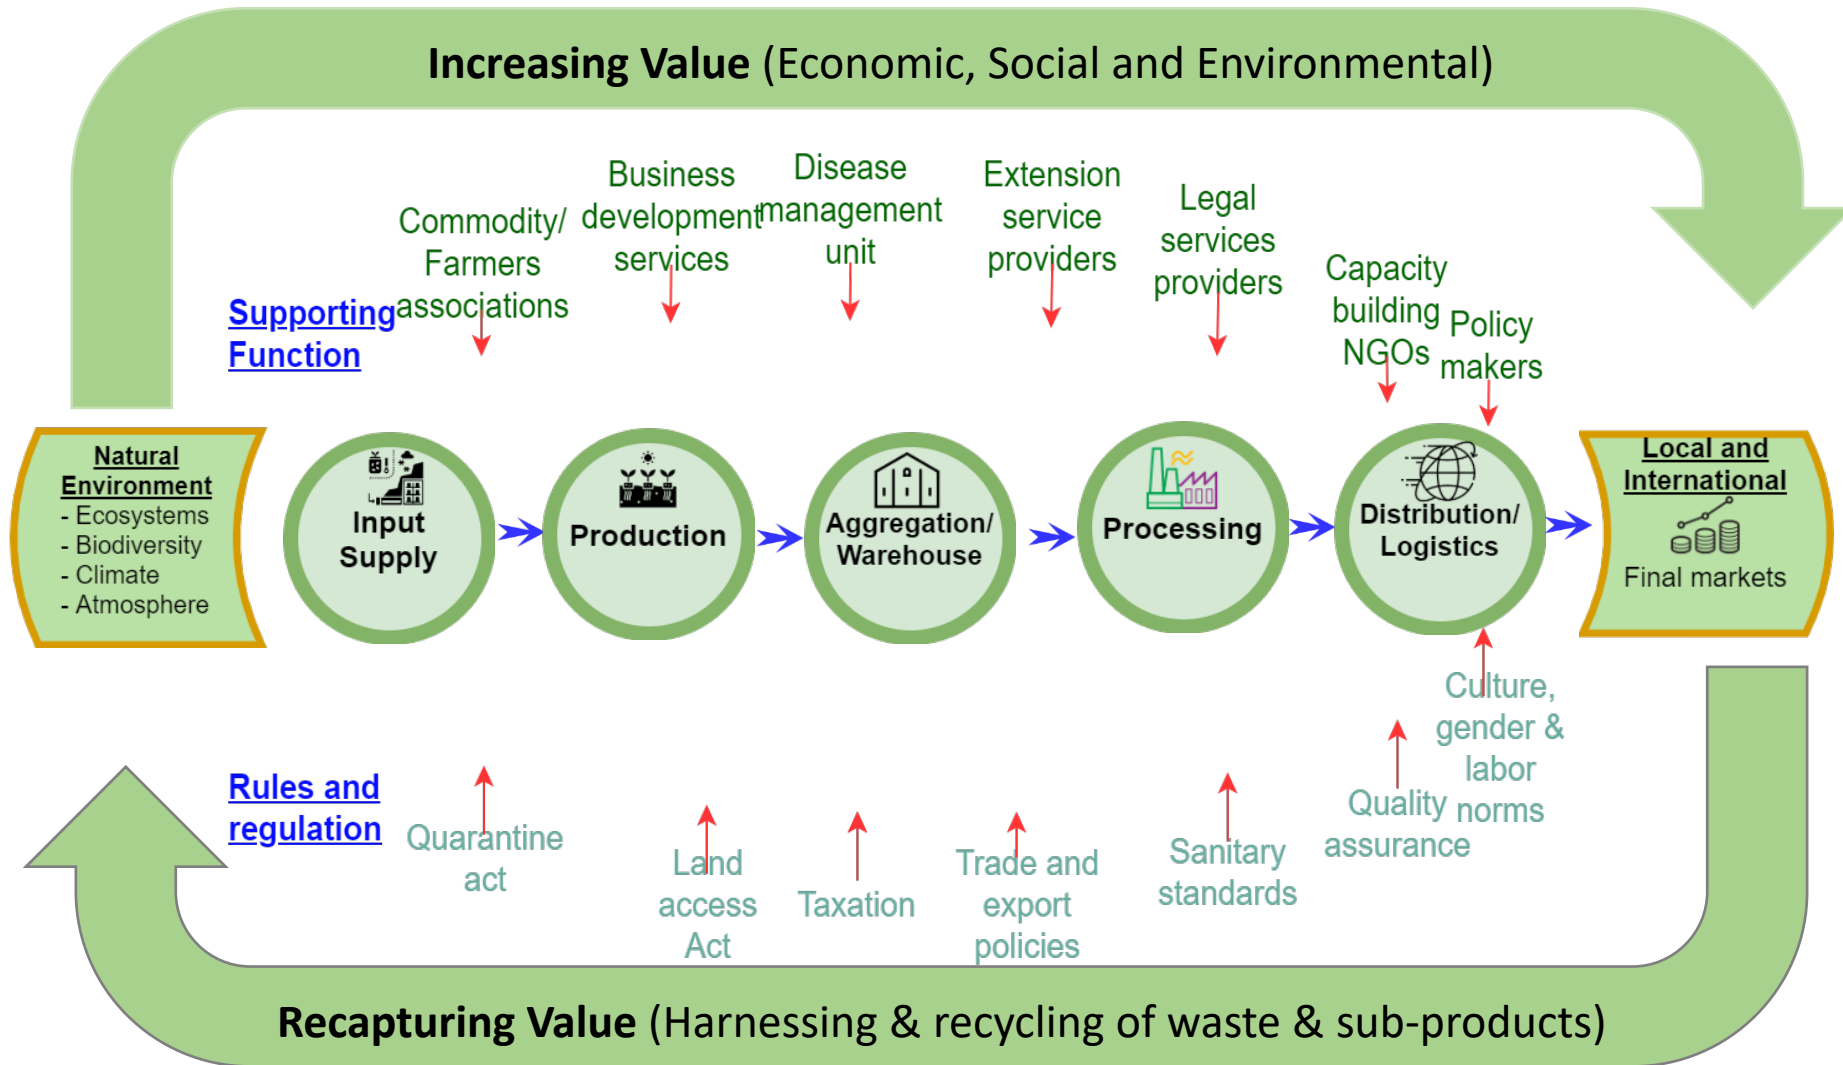 Increasing Value (Economic, Social and Environmental)
Commodity/
Farmers
associations
Business
development
services
Disease
management
unit
Extension
service
providers
Legal
services
providers
Capacity
building
NGOs
Policy
makers
Supporting
Function
Natural
Environment
- Ecosystems
- Biodiversity
- Climate
- Atmosphere
Input
Supply
Production
Aggregation/
Warehouse
Processing
Distribution/
Logistics
Local and
International
Final markets
Rules and
regulation
Quarantine
act
Land
access
Act
Taxation
Trade and
export
policies
Sanitary
standards
Quality
assurance
Culture,
gender &
labor
norms
Recapturing Value (Harnessing & recycling of waste & sub-products)